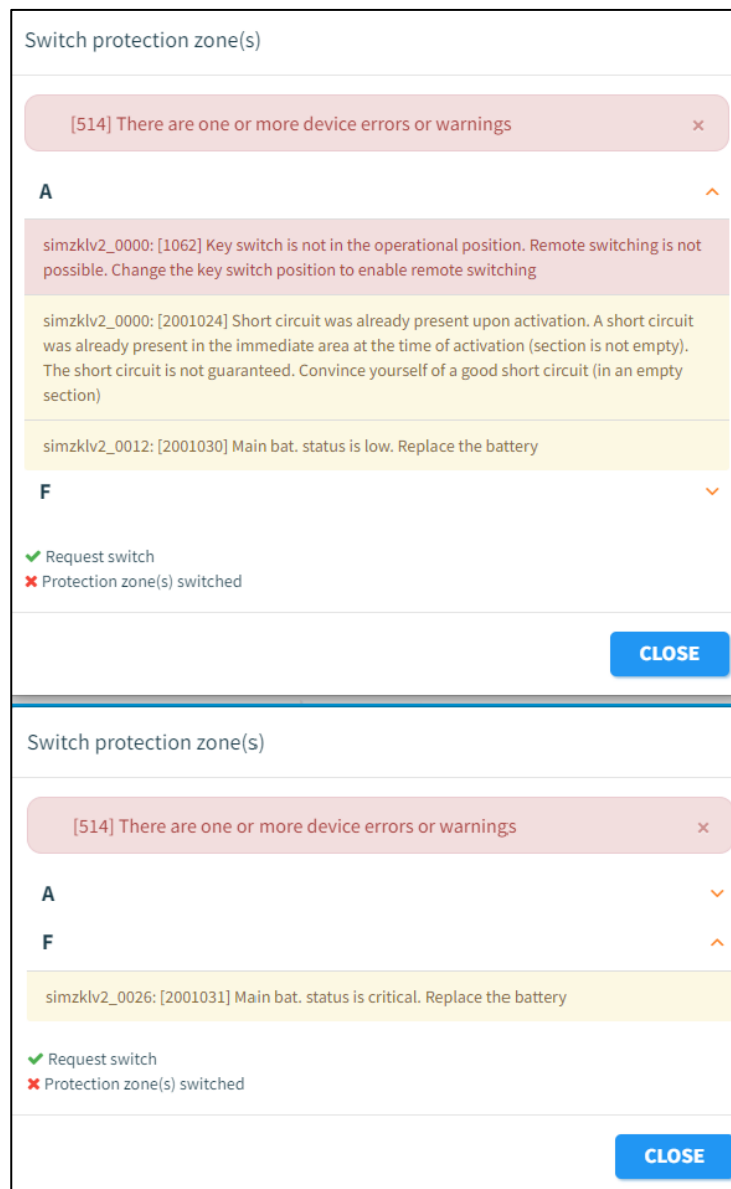 Switch protection zone(s)
[514] There are one or more device errors or warnings ×
A
simzklv2_0000: [1062] Key switch is not in the operational position. Remote switching is not
possible. Change the key switch position to enable remote switching
simzklv2_0000: [2001024] Short circuit was already present upon activation. A short circuit
was already present in the immediate area at the time of activation (section is not empty).
The short circuit is not guaranteed. Convince yourself of a good short circuit (in an empty
section)
simzklv2_0012: [2001030] Main bat. status is low. Replace the battery
F
✔ Request switch
✖ Protection zone(s) switched
CLOSE
Switch protection zone(s)
[514] There are one or more device errors or warnings ×
A
F
simzklv2_0026: [2001031] Main bat. status is critical. Replace the battery
✔ Request switch
✖ Protection zone(s) switched
CLOSE